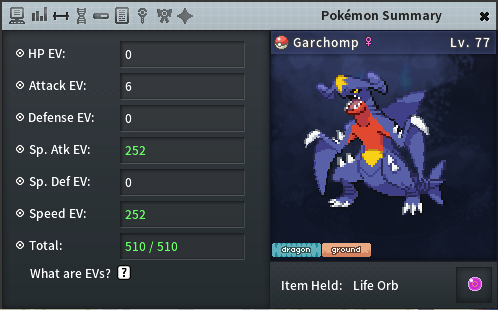 Pokémon Summary
HP EV: 0
Attack EV: 6
Defense EV: 0
Sp. Atk EV: 252
Sp. Def EV: 0
Speed EV: 252
Total: 510 / 510
What are EVs? ?
Garchomp ♀ Lv. 77
dragon ground
Item Held: Life Orb